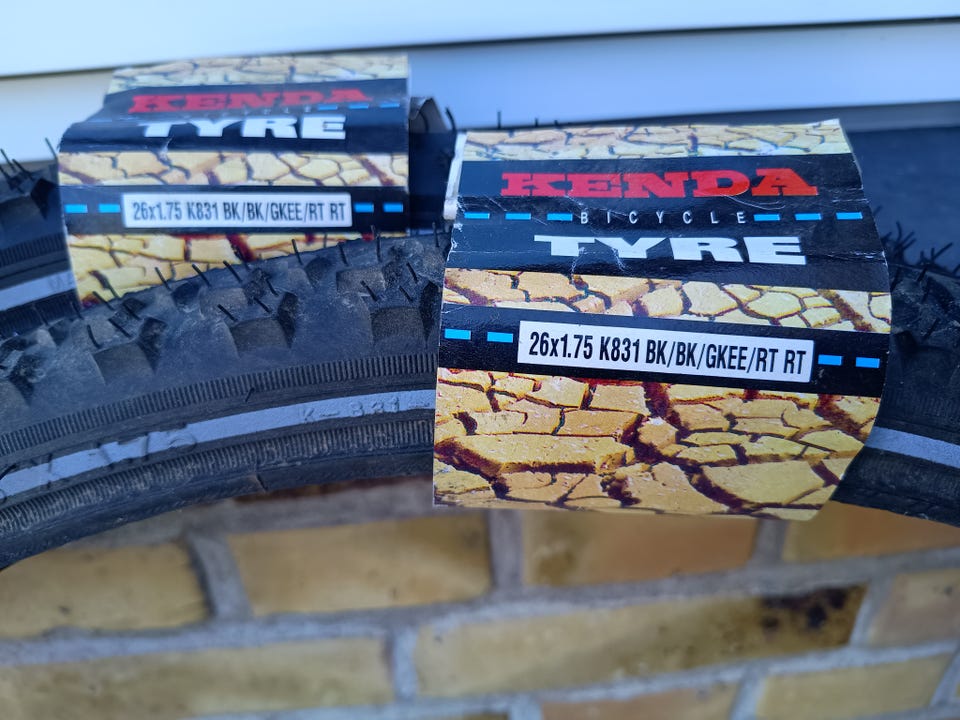 KENDA
TYRE
26x1.75 K831 BK/BK/GKEE/RT RT
KENDA
BICYCLE
TYRE
26x1.75 K831 BK/BK/GKEE/RT RT
K-831